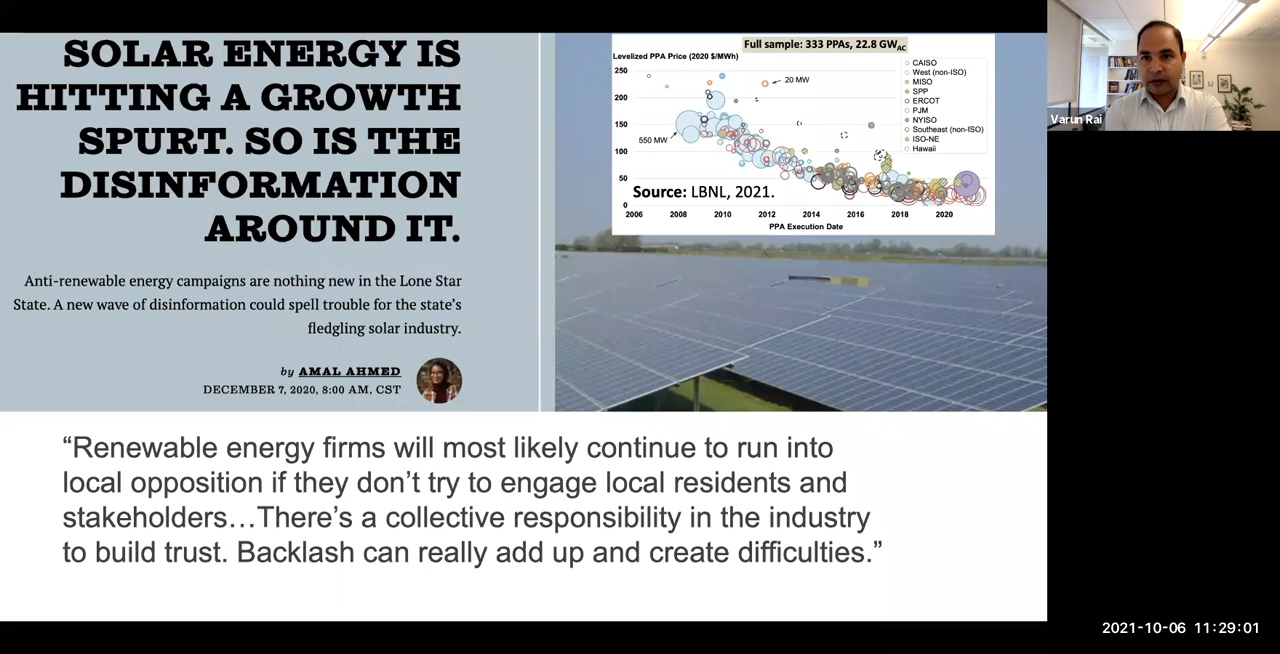 SOLAR ENERGY IS
HITTING A GROWTH
SPURT. SO IS THE
DISINFORMATION
AROUND IT.
Anti-renewable energy campaigns are nothing new in the Lone Star
State. A new wave of disinformation could spell trouble for the state's
fledgling solar industry.
by AMAL AHMED
DECEMBER 7, 2020, 8:00 AM, CST
Full sample: 333 PPAs, 22.8 GWAC
Levelized PPA Price (2020 $/MWh)
250
200
150
100
50
0
20 MW
550 MW
CAISO
West (non-ISO)
MISO
SPP
ERCOT
PJM
NYISO
Southeast (non-ISO)
ISO-NE
Hawaii
Source: LBNL, 2021.
2006 2008 2010 2012 2014 2016 2018 2020
PPA Execution Date
“Renewable energy firms will most likely continue to run into
local opposition if they don’t try to engage local residents and
stakeholders…There’s a collective responsibility in the industry
to build trust. Backlash can really add up and create difficulties.”
Varun Rai
2021-10-06 11:29:01